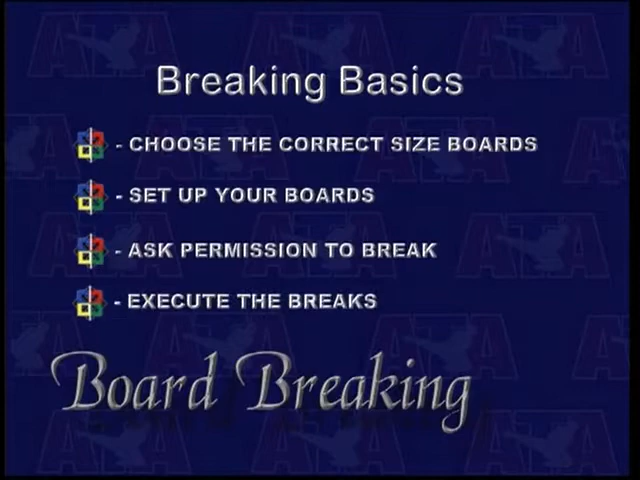 Breaking Basics
- CHOOSE THE CORRECT SIZE BOARDS
- SET UP YOUR BOARDS
- ASK PERMISSION TO BREAK
- EXECUTE THE BREAKS
Board Breaking